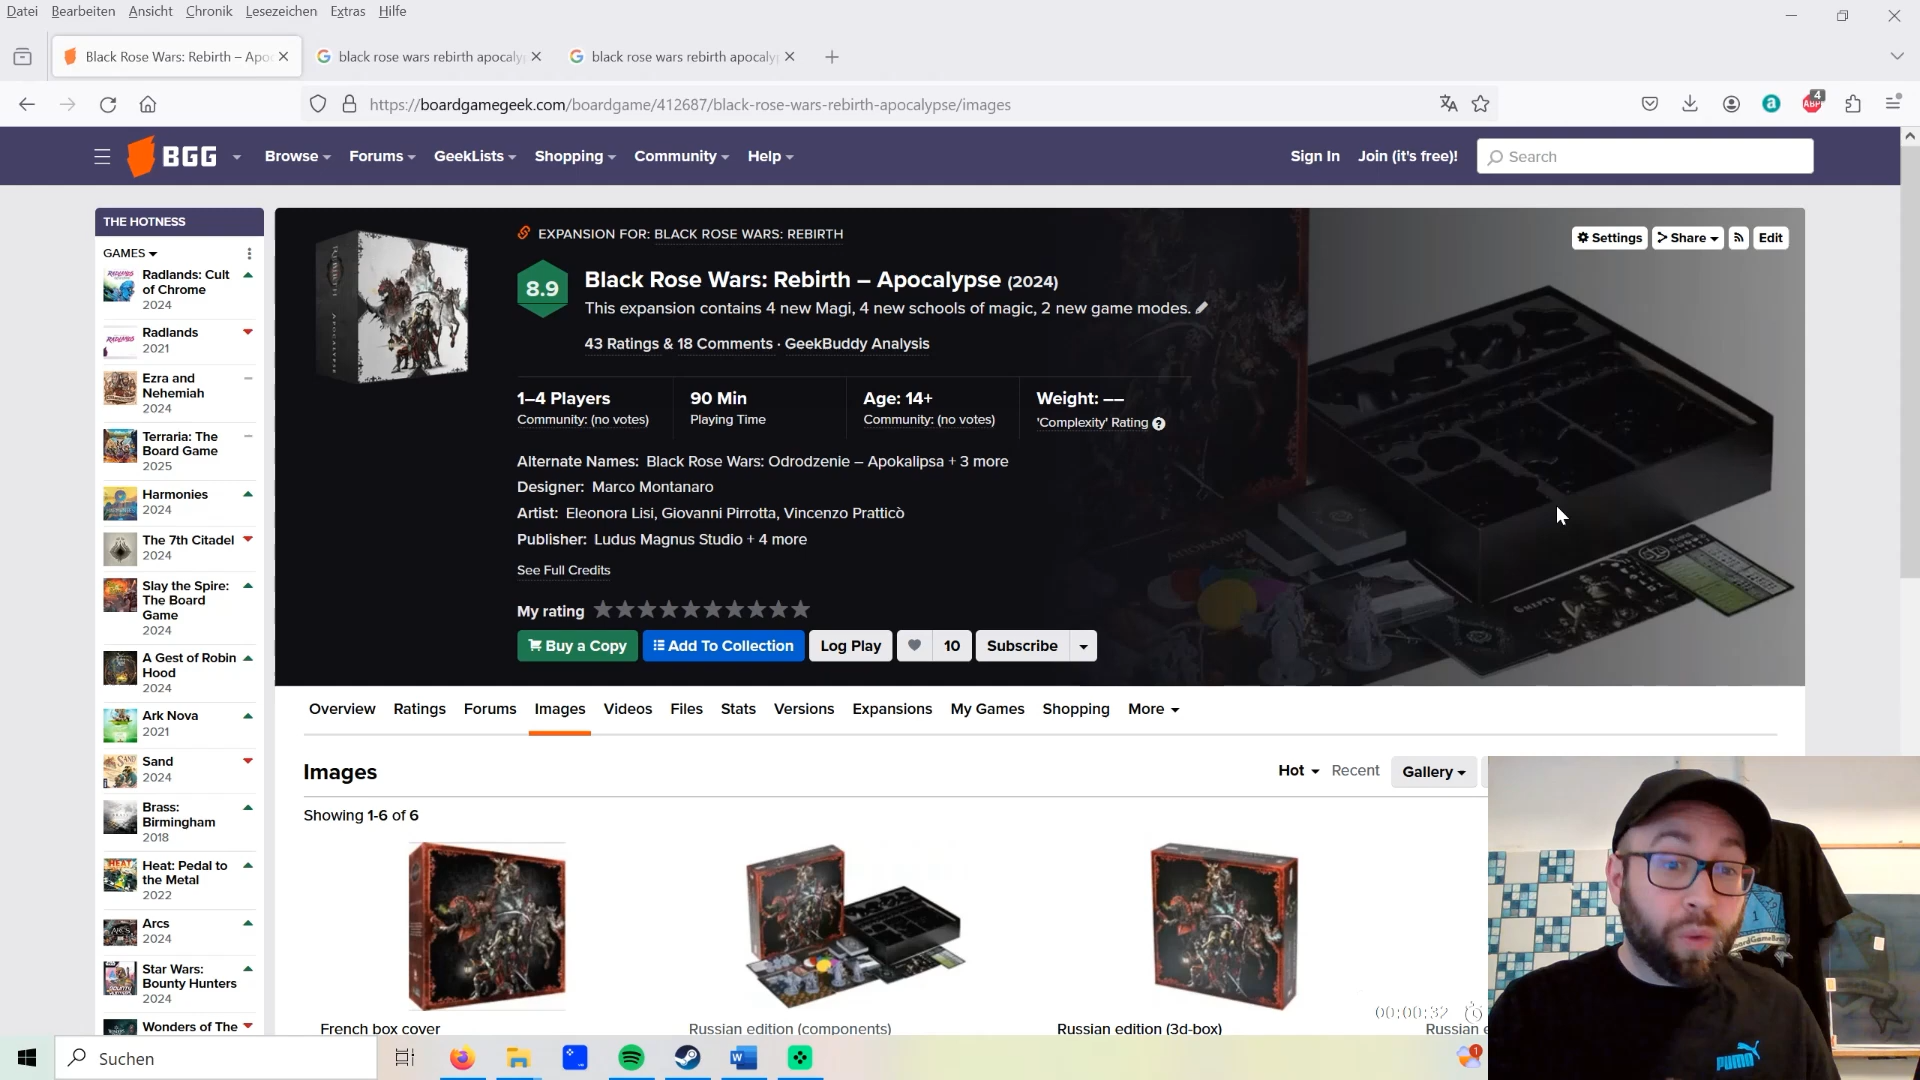 Datei Bearbeiten Ansicht Chronik Lesezeichen Extras Hilfe
Black Rose Wars: Rebirth – Apoc
black rose wars rebirth apocaly
black rose wars rebirth apocaly
https://boardgamegeek.com/boardgame/412687/black-rose-wars-rebirth-apocalypse/images
ABP
4
BGG
Browse
Forums
GeekLists
Shopping
Community
Help
Sign In
Join (it's free)!
Search
THE HOTNESS
GAMES
Radlands: Cult
of Chrome
2024
Radlands
2021
Ezra and
Nehemiah
2024
Terraria: The
Board Game
2025
Harmonies
2024
The 7th Citadel
2024
Slay the Spire:
The Board
Game
2024
A Gest of Robin
Hood
2024
Ark Nova
2021
Sand
2024
Brass:
Birmingham
2018
Heat: Pedal to
the Metal
2022
Arcs
2024
Star Wars:
Bounty Hunters
2024
Wonders of The
EXPANSION FOR: BLACK ROSE WARS: REBIRTH
Settings
Share
Edit
8.9
Black Rose Wars: Rebirth – Apocalypse (2024)
This expansion contains 4 new Magi, 4 new schools of magic, 2 new game modes.
43 Ratings & 18 Comments · GeekBuddy Analysis
1–4 Players
Community: (no votes)
90 Min
Playing Time
Age: 14+
Community: (no votes)
Weight: ––
'Complexity' Rating
Alternate Names: Black Rose Wars: Odrodzenie – Apokalipsa + 3 more
Designer: Marco Montanaro
Artist: Eleonora Lisi, Giovanni Pirrotta, Vincenzo Pratticò
Publisher: Ludus Magnus Studio + 4 more
See Full Credits
My rating
Buy a Copy
Add To Collection
Log Play
10
Subscribe
Overview
Ratings
Forums
Images
Videos
Files
Stats
Versions
Expansions
My Games
Shopping
More
Images
Hot
Recent
Gallery
Showing 1-6 of 6
French box cover
Russian edition (components)
Russian edition (3d-box)
Russian e
00:00:32
PUMA
Suchen
1